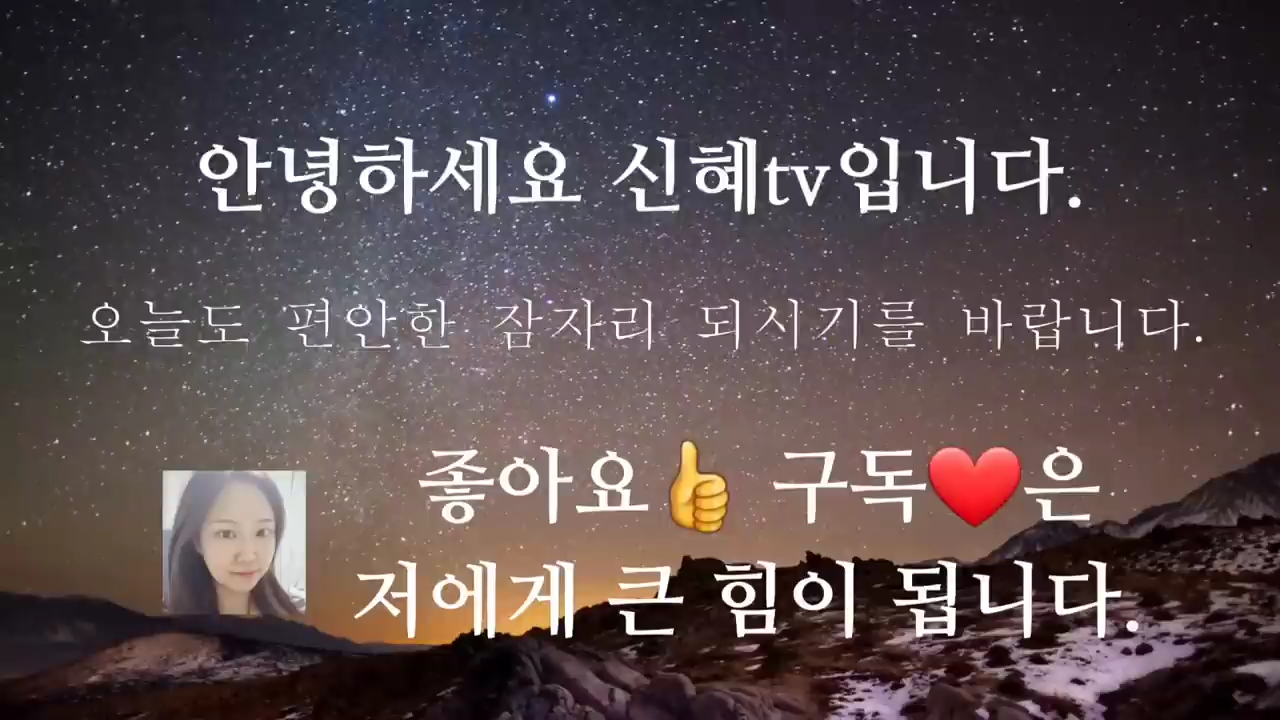 안녕하세요 신혜tv입니다.
오늘도 편안한 잠자리 되시기를 바랍니다.
좋아요👍 구독❤️은
저에게 큰 힘이 됩니다.